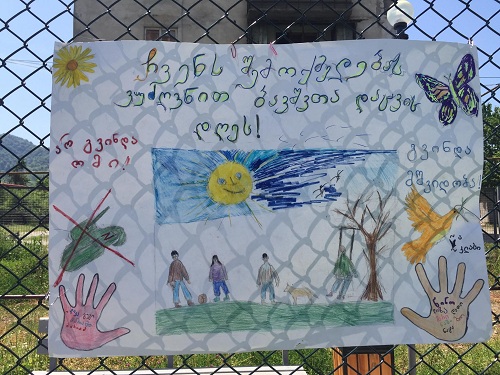 ჩვენს შემოქმედებას
ვუძღვნით ბავშვთა დაცვის
დღეს!
არ გვინდა
ომი!
გვინდა
მშვიდობა